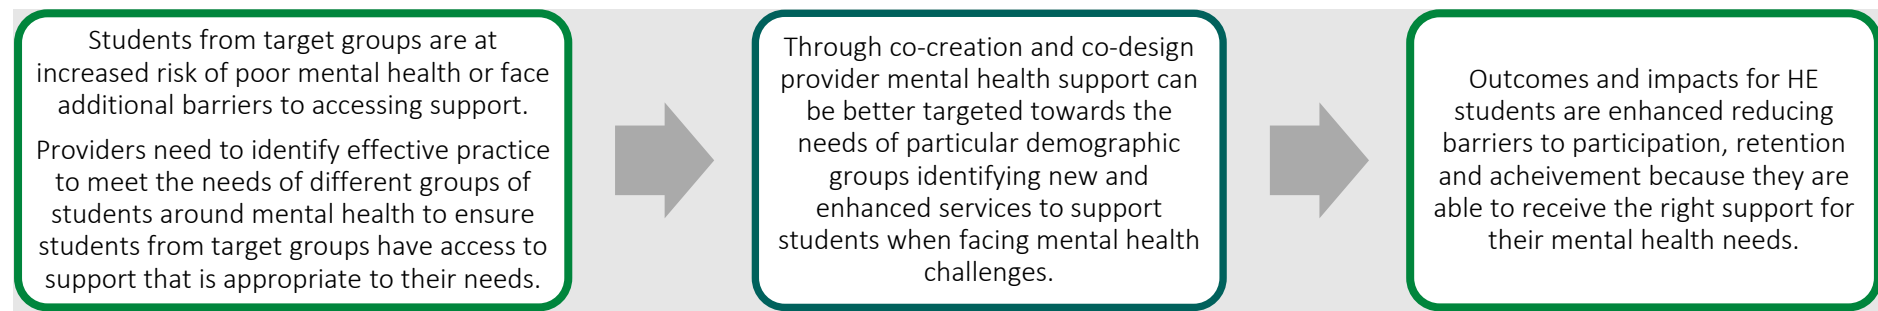 Students from target groups are at
increased risk of poor mental health or face
additional barriers to accessing support.
Providers need to identify effective practice
to meet the needs of different groups of
students around mental health to ensure
students from target groups have access to
support that is appropriate to their needs.
Through co-creation and co-design
provider mental health support can
be better targeted towards the
needs of particular demographic
groups identifying new and
enhanced services to support
students when facing mental health
challenges.
Outcomes and impacts for HE
students are enhanced reducing
barriers to participation, retention
and acheivement because they are
able to receive the right support for
their mental health needs.